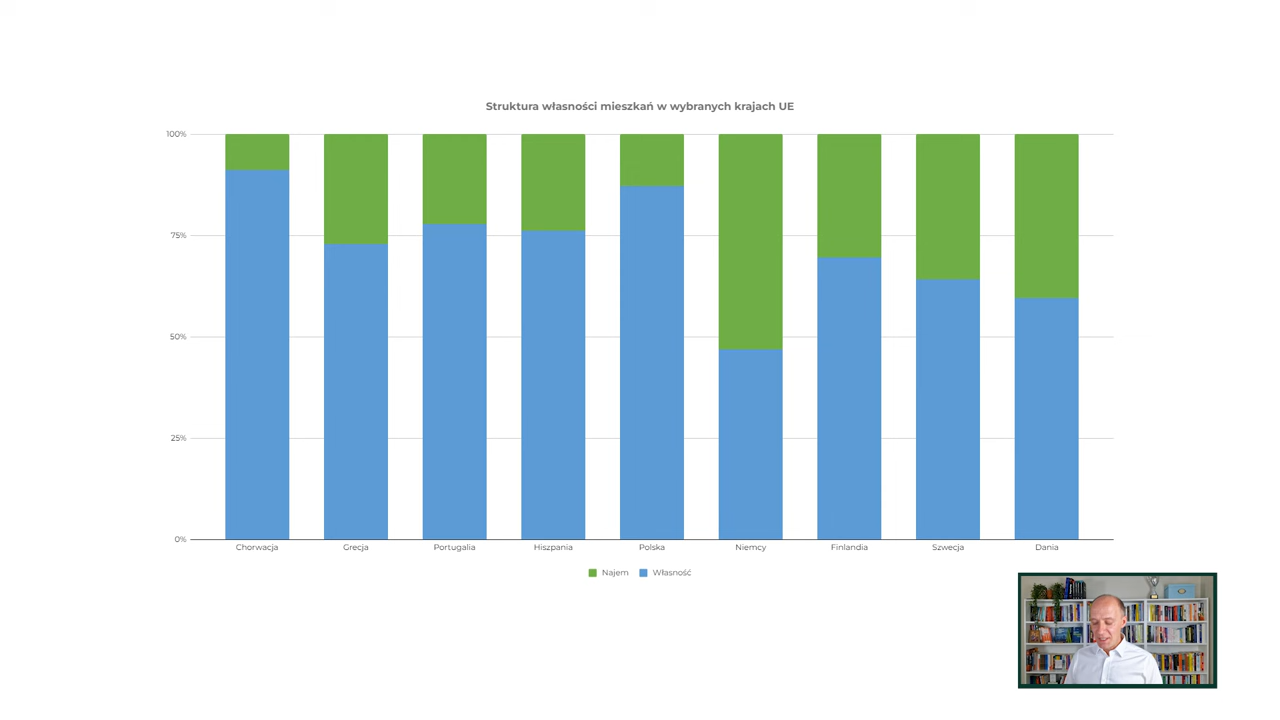 Struktura własności mieszkań w wybranych krajach UE
100%
75%
50%
25%
0%
Chorwacja Grecja Portugalia Hiszpania Polska Niemcy Finlandia Szwecja Dania
Najem Własność